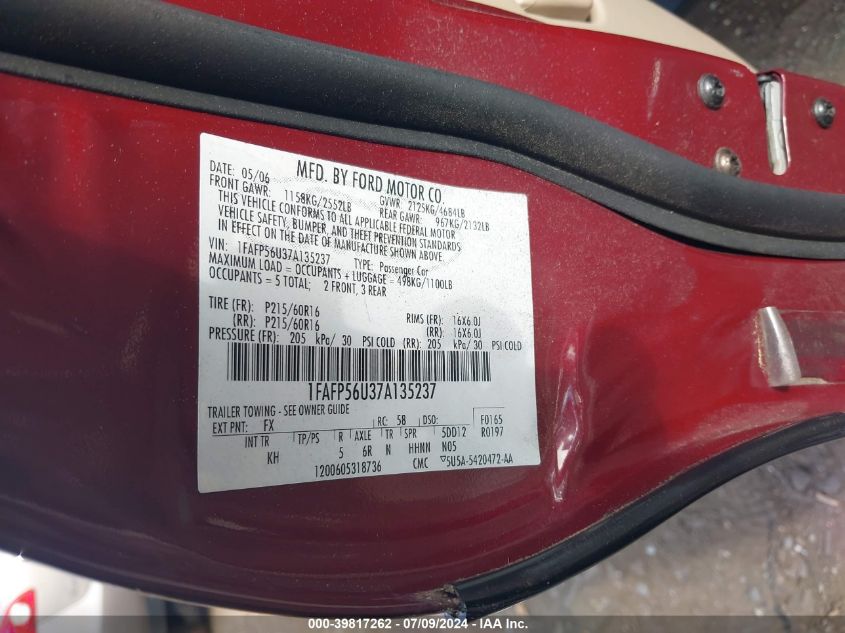 MFD. BY FORD MOTOR CO.
DATE: 05/06 GVWR: 2125KG/4684LB
FRONT GAWR: 1158KG/2552LB REAR GAWR: 967KG/2132LB
THIS VEHICLE CONFORMS TO ALL APPLICABLE FEDERAL MOTOR
VEHICLE SAFETY, BUMPER, AND THEFT PREVENTION STANDARDS
IN EFFECT ON THE DATE OF MANUFACTURE SHOWN ABOVE.
VIN: 1FAFP56U37A135237 TYPE: Passenger Car
MAXIMUM LOAD = OCCUPANTS + LUGGAGE = 498KG/1100LB
OCCUPANTS = 5 TOTAL; 2 FRONT, 3 REAR
TIRE (FR): P215/60R16 RIMS (FR): 16X6.0J
(RR): P215/60R16 (RR): 16X6.0J
PRESSURE (FR): 205 kPa/ 30 PSI COLD (RR): 205 kPa/ 30 PSI COLD
1FAFP56U37A135237
TRAILER TOWING - SEE OWNER GUIDE
EXT PNT: FX RC: 58 DSO: F0165
INT TR TP/PS R AXLE TR SPR 5DD12 R0197
KH 5 6R N HHNN N05
1200605318736 CMC ▽5U5A-5420472-AA
000-39817262 - 07/09/2024 - COPYRIGHT IAA, LLC.